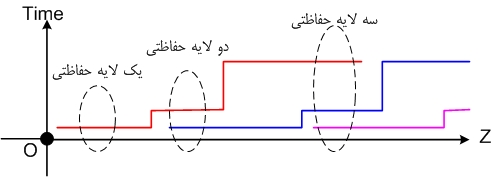 Time
سه لایه حفاظتی
دو لایه حفاظتی
یک لایه حفاظتی
O
Z